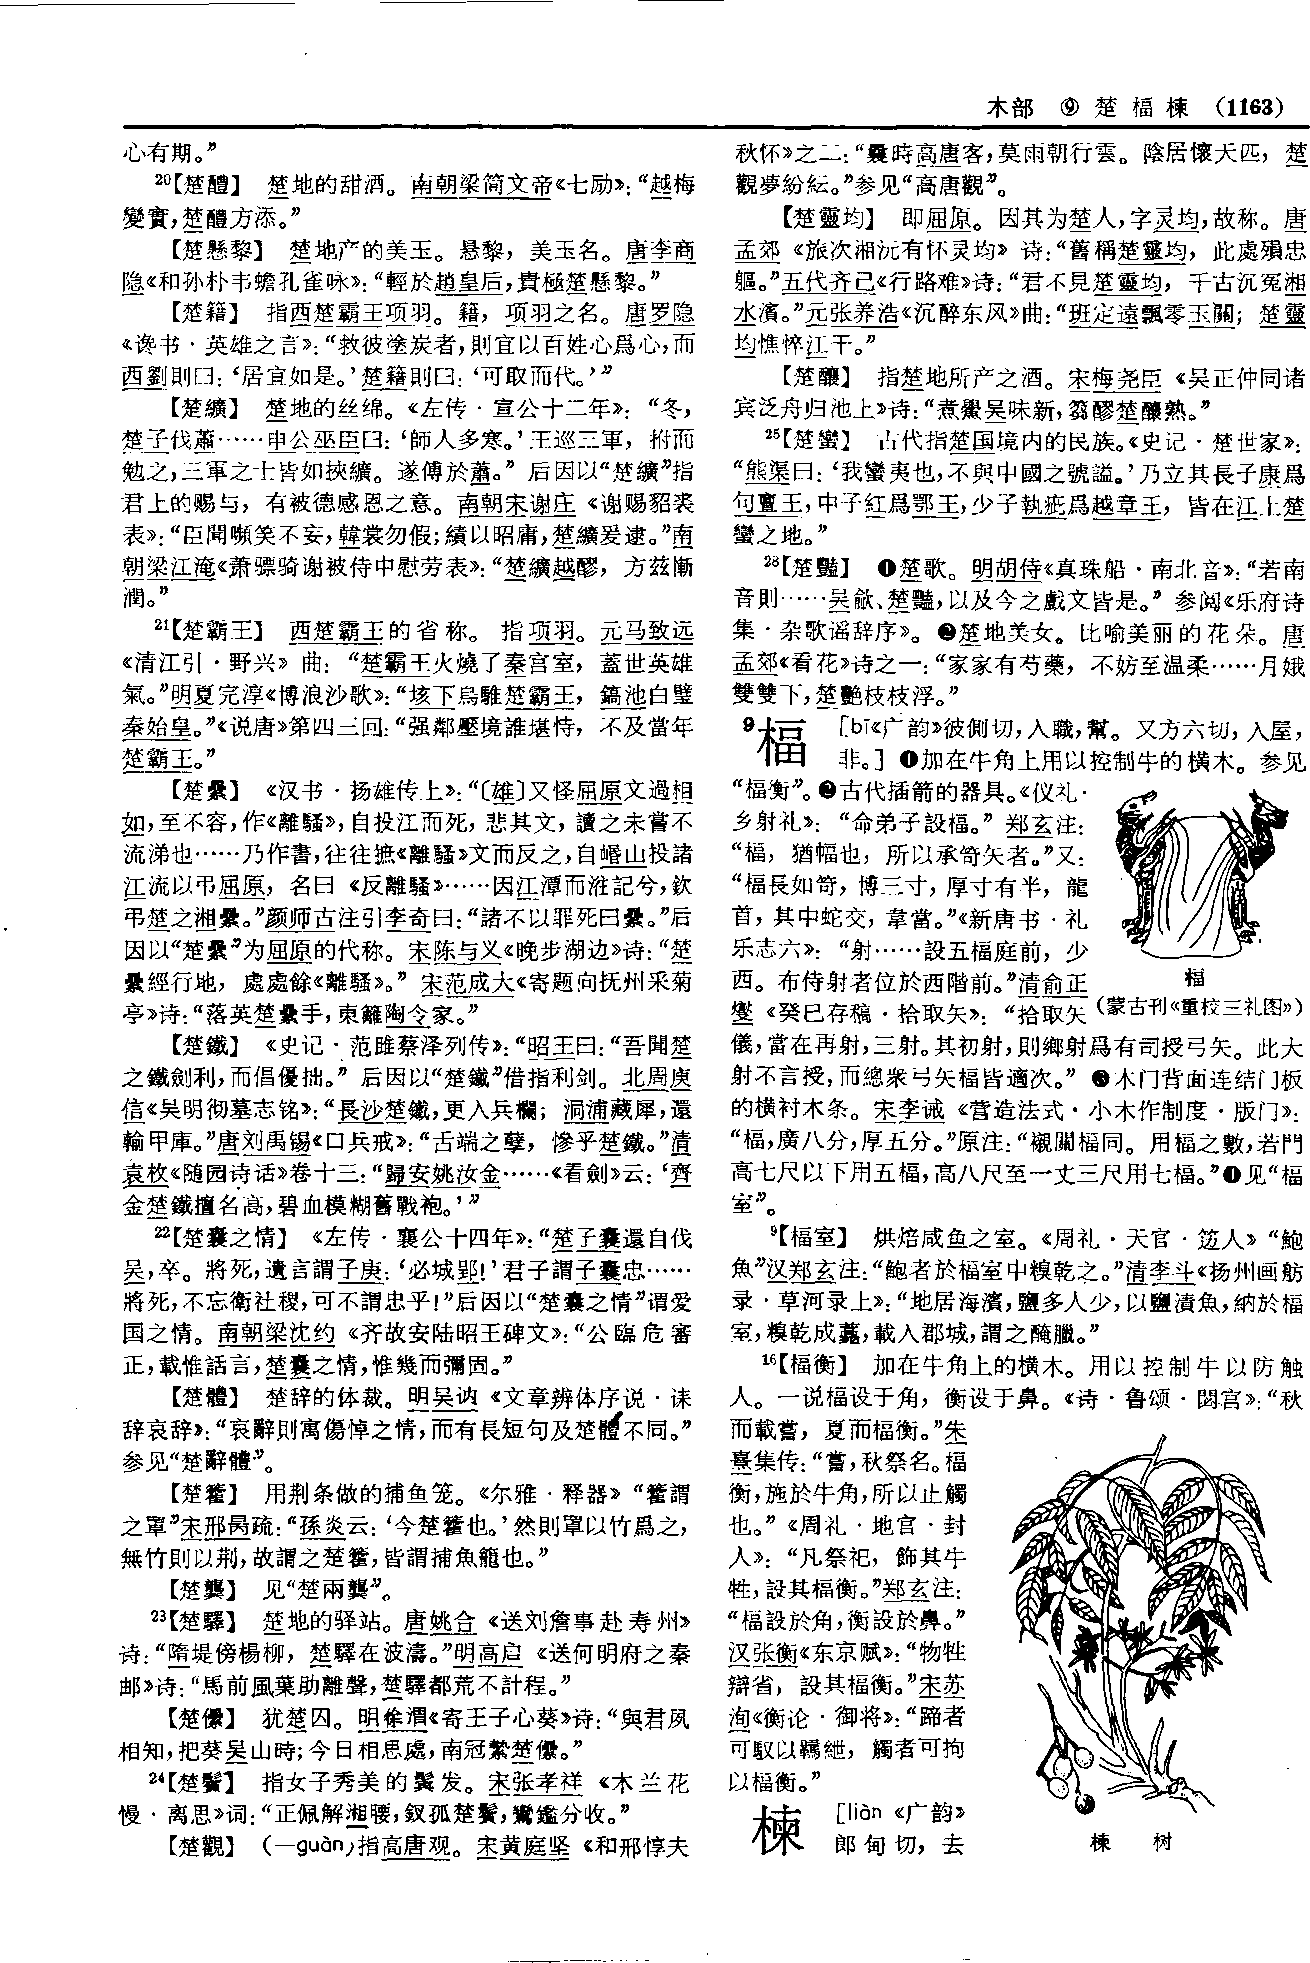 木部 ⑨ 楚楅楝 (1163)
心有期。”
20【楚醴】 楚地的甜酒。南朝梁简文帝《七励》：“越梅
變實，楚醴方添。”
【楚懸黎】 楚地产的美玉。悬黎，美玉名。唐李商
隐《和孙朴韦蟾孔雀咏》：“輕於趙皇后，貴極楚懸黎。”
【楚籍】 指西楚霸王项羽。籍，项羽之名。唐罗隐
《谗书·英雄之言》：“救彼塗炭者，則宜以百姓心爲心，而
西劉則曰：‘居宜如是。’楚籍則曰：‘可取而代。’”
【楚纊】 楚地的丝绵。《左传·宣公十二年》：“冬，
楚子伐蕭……申公巫臣曰：‘師人多寒。’王巡三軍，拊而
勉之，三軍之士皆如挾纊。遂傅於蕭。”后因以“楚纊”指
君上的赐与，有被德感恩之意。南朝宋谢庄《谢赐貂裘
表》：“臣聞嚬笑不妄，韓裳勿假；績以昭庸，楚纊爰逮。”南
朝梁江淹《萧骠骑谢被侍中慰劳表》：“楚纊越醪，方兹漸
潤。”
21【楚霸王】 西楚霸王的省称。指项羽。元马致远
《清江引·野兴》曲：“楚霸王火燒了秦宫室，蓋世英雄
氣。”明夏完淳《博浪沙歌》：“垓下烏騅楚霸王，鎬池白璧
秦始皇。”《说唐》第四三回：“强鄰壓境誰堪恃，不及當年
楚霸王。”
【楚纍】 《汉书·扬雄传上》：“〔雄〕又怪屈原文過相
如，至不容，作《離騷》，自投江而死，悲其文，讀之未嘗不
流涕也……乃作書，往往摭《離騷》文而反之，自㟭山投諸
江流以弔屈原，名曰《反離騷》……因江潭而淮記兮，欽
弔楚之湘纍。”颜师古注引李奇曰：“諸不以罪死曰纍。”后
因以“楚纍”为屈原的代称。宋陈与义《晚步湖边》诗：“楚
纍經行地，處處餘《離騷》。”宋范成大《寄题向抚州采菊
亭》诗：“落英楚纍手，東籬陶令家。”
【楚鐵】 《史记·范雎蔡泽列传》：“昭王曰：“吾聞楚
之鐵劍利，而倡優拙。”后因以“楚鐵”借指利剑。北周庾
信《吴明彻墓志铭》：“長沙楚鐵，更入兵欄；洞浦藏犀，還
輸甲庫。”唐刘禹锡《口兵戒》：“舌端之孽，慘乎楚鐵。”清
袁枚《随园诗话》卷十三：“歸安姚汝金……《看劍》云：‘齊
金楚鐵擅名高，碧血模糊舊戰袍。’”
22【楚囊之情】 《左传·襄公十四年》：“楚子囊還自伐
吴，卒。將死，遺言謂子庚：‘必城郢！’君子謂子囊忠……
將死，不忘衛社稷，可不謂忠乎！”后因以“楚囊之情”谓爱
国之情。南朝梁沈约《齐故安陆昭王碑文》：“公臨危審
正，載惟話言，楚囊之情，惟幾而彌固。”
【楚體】 楚辞的体裁。明吴讷《文章辨体序说·诔
辞哀辞》：“哀辭則寓傷悼之情，而有長短句及楚體不同。”
参见“楚辭體”。
【楚籗】 用荆条做的捕鱼笼。《尔雅·释器》“籗謂
之罩”宋邢昺疏：“孫炎云：‘今楚籗也。’然則罩以竹爲之，
無竹則以荆，故謂之楚籗，皆謂捕魚籠也。”
【楚龔】 见“楚兩龔”。
23【楚驛】 楚地的驿站。唐姚合《送刘詹事赴寿州》
诗：“隋堤傍楊柳，楚驛在波濤。”明高启《送何明府之秦
邮》诗：“馬前風葉助離聲，楚驛都荒不計程。”
【楚儽】 犹楚囚。明徐渭《寄王子心葵》诗：“與君夙
相知，把葵吴山時；今日相思處，南冠縶楚儽。”
24【楚鬢】 指女子秀美的鬓发。宋张孝祥《木兰花
慢·离思》词：“正佩解湘腰，釵孤楚鬢，鸞鑑分收。”
【楚觀】 （—guàn）指高唐观。宋黄庭坚《和邢惇夫
秋怀》之二：“曩時高唐客，莫雨朝行雲。陰居懷天匹，楚
觀夢紛紜。”参见“高唐觀”。
【楚靈均】 即屈原。因其为楚人，字灵均，故称。唐
孟郊《旅次湘沅有怀灵均》诗：“舊稱楚靈均，此處殞忠
軀。”五代齐己《行路难》诗：“君不見楚靈均，千古沉冤湘
水濱。”元张养浩《沉醉东风》曲：“班定遠飄零玉關；楚靈
均憔悴江干。”
【楚釀】 指楚地所产之酒。宋梅尧臣《吴正仲同诸
宾泛舟归池上》诗：“煮蟹吴味新，篘醪楚釀熟。”
25【楚蠻】 古代指楚国境内的民族。《史记·楚世家》：
“熊渠曰：‘我蠻夷也，不與中國之號謚。’乃立其長子康爲
句亶王，中子紅爲鄂王，少子執疵爲越章王，皆在江上楚
蠻之地。”
28【楚豔】 ❶楚歌。明胡侍《真珠船·南北音》：“若南
音則……吴歈、楚豔，以及今之戲文皆是。”参阅《乐府诗
集·杂歌谣辞序》。❷楚地美女。比喻美丽的花朵。唐
孟郊《看花》诗之一：“家家有芍藥，不妨至温柔……月娥
雙雙下，楚艷枝枝浮。”
9楅 ［bī《广韵》彼側切，入職，幫。又方六切，入屋，
非。］❶加在牛角上用以控制牛的横木。参见
“楅衡”。❷古代插箭的器具。《仪礼·
乡射礼》：“命弟子設楅。”郑玄注：
“楅，猶幅也，所以承笴矢者。”又：
“楅長如笴，博三寸，厚寸有半，龍
首，其中蛇交，韋當。”《新唐书·礼
乐志六》：“射……設五楅庭前，少
西。布侍射者位於西階前。”清俞正
燮《癸巳存稿·拾取矢》：“拾取矢
儀，當在再射，三射。其初射，則鄉射爲有司授弓矢。此大
射不言授，而總衆弓矢楅皆適次。”❸木门背面连结门板
的横衬木条。宋李诫《营造法式·小木作制度·版门》：
“楅，廣八分，厚五分。”原注：“襯關楅同。用楅之數，若門
高七尺以下用五楅，高八尺至一丈三尺用七楅。”❹见“楅
室”。
楅
（蒙古刊《重校三礼图》）
9【楅室】 烘焙咸鱼之室。《周礼·天官·笾人》“鮑
魚”汉郑玄注：“鮑者於楅室中糗乾之。”清李斗《扬州画舫
录·草河录上》：“地居海濱，鹽多人少，以鹽漬魚，納於楅
室，糗乾成薧，載入郡城，謂之醃臘。”
16【楅衡】 加在牛角上的横木。用以控制牛以防触
人。一说楅设于角，衡设于鼻。《诗·鲁颂·閟宫》：“秋
而載嘗，夏而楅衡。”朱
熹集传：“嘗，秋祭名。楅
衡，施於牛角，所以止觸
也。”《周礼·地官·封
人》：“凡祭祀，飾其牛
牲，設其楅衡。”郑玄注：
“楅設於角，衡設於鼻。”
汉张衡《东京赋》：“物牲
辯省，設其楅衡。”宋苏
洵《衡论·御将》：“蹄者
可馭以羈紲，觸者可拘
以楅衡。”
楝 ［liàn《广韵》
郎甸切，去
楝 树